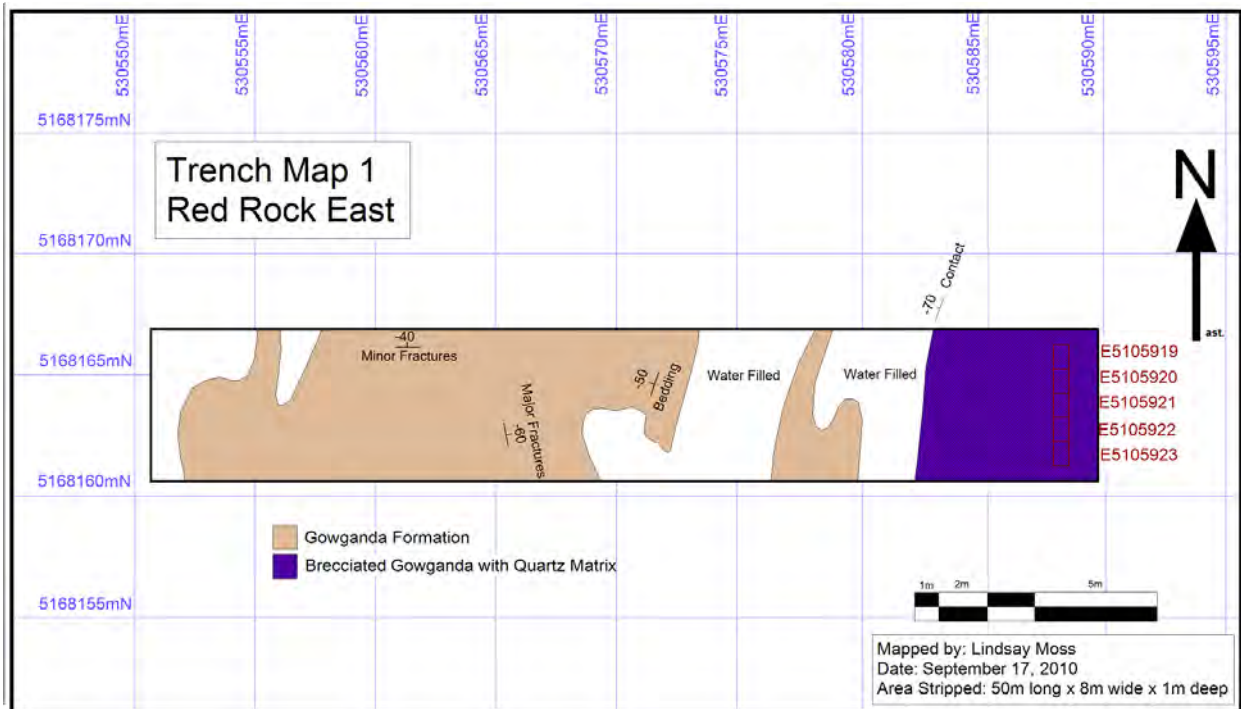 530550mE
530555mE
530560mE
530565mE
530570mE
530575mE
530580mE
530585mE
530590mE
530595mE
5168175mN
5168170mN
5168165mN
5168160mN
5168155mN
Trench Map 1
Red Rock East
N
ast.
-70 Contact
-40
Minor Fractures
Major Fractures
-60
-50
Bedding
Water Filled
Water Filled
E5105919
E5105920
E5105921
E5105922
E5105923
Gowganda Formation
Brecciated Gowganda with Quartz Matrix
1m 2m 5m
Mapped by: Lindsay Moss
Date: September 17, 2010
Area Stripped: 50m long x 8m wide x 1m deep